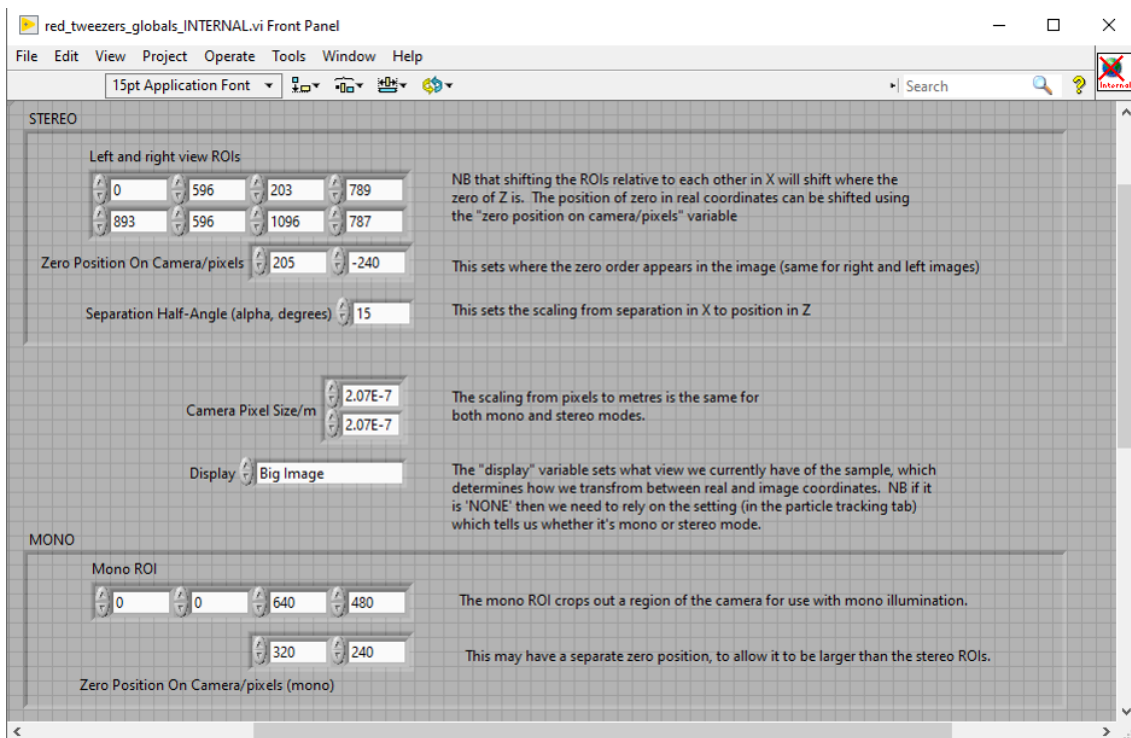 red_tweezers_globals_INTERNAL.vi Front Panel
File Edit View Project Operate Tools Window Help
15pt Application Font
Search
Internal
STEREO
Left and right view ROIs
0 596 203 789
893 596 1096 787
NB that shifting the ROIs relative to each other in X will shift where the
zero of Z is. The position of zero in real coordinates can be shifted using
the "zero position on camera/pixels" variable
Zero Position On Camera/pixels 205 -240
This sets where the zero order appears in the image (same for right and left images)
Separation Half-Angle (alpha, degrees) 15
This sets the scaling from separation in X to position in Z
Camera Pixel Size/m
2.07E-7
2.07E-7
The scaling from pixels to metres is the same for
both mono and stereo modes.
Display Big Image
The "display" variable sets what view we currently have of the sample, which
determines how we transfrom between real and image coordinates. NB if it
is 'NONE' then we need to rely on the setting (in the particle tracking tab)
which tells us whether it's mono or stereo mode.
MONO
Mono ROI
0 0 640 480
The mono ROI crops out a region of the camera for use with mono illumination.
320 240
This may have a separate zero position, to allow it to be larger than the stereo ROIs.
Zero Position On Camera/pixels (mono)